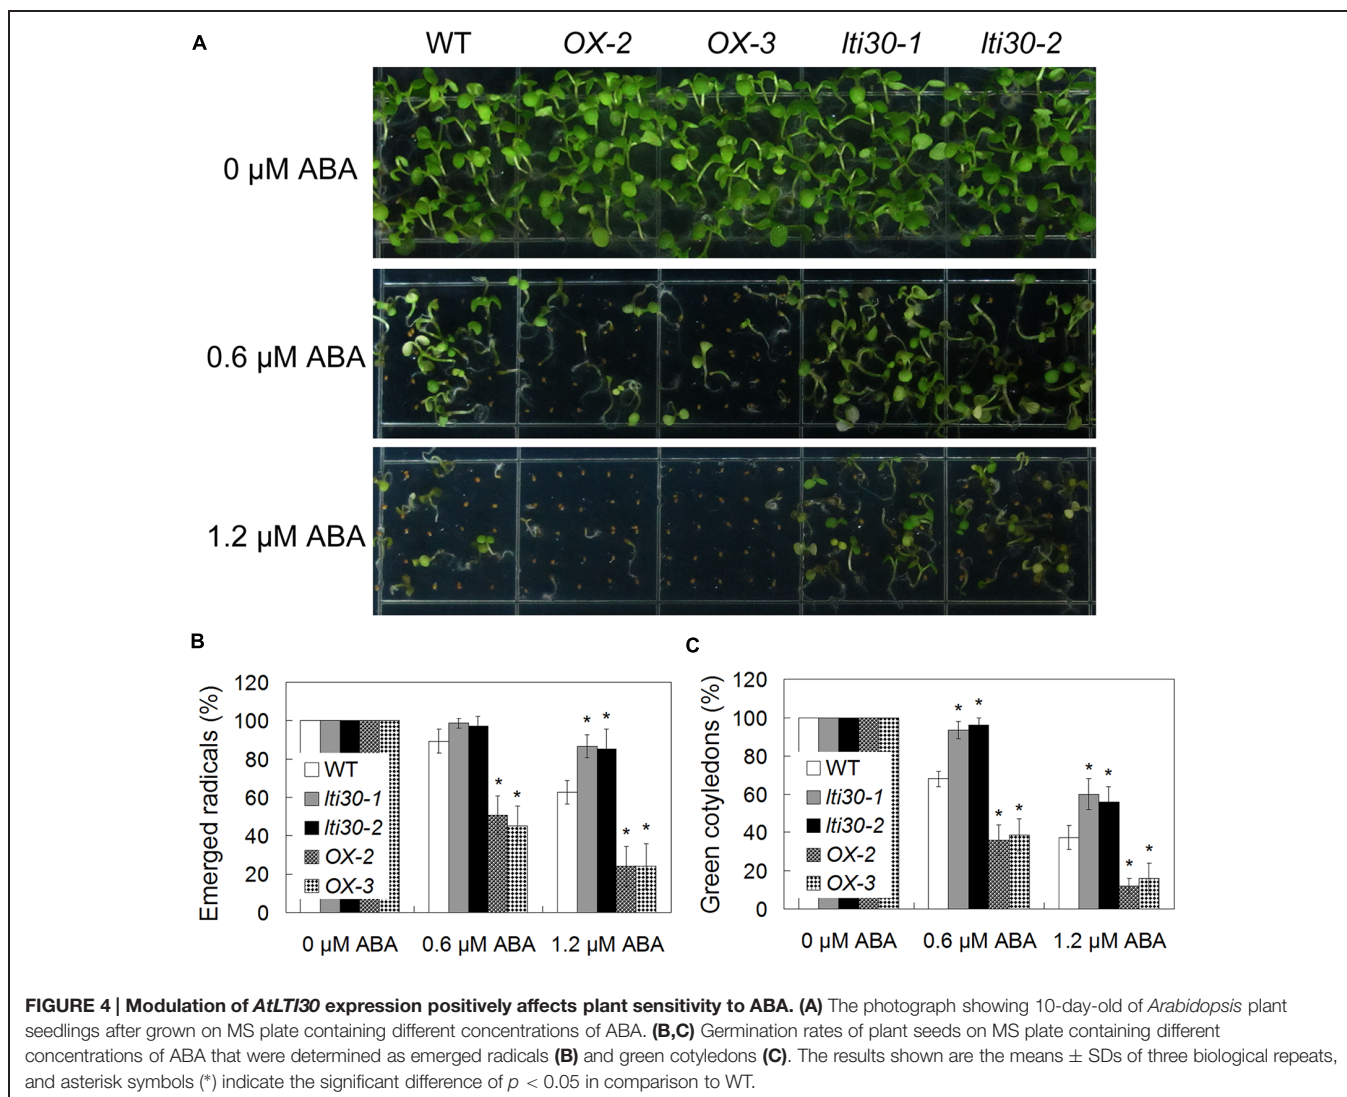 A
WT OX-2 OX-3 lti30-1 lti30-2
0 µM ABA
0.6 µM ABA
1.2 µM ABA
B
Emerged radicals (%)
120
100
80
60
40
20
0
* * * * * *
WT
lti30-1
lti30-2
OX-2
OX-3
0 µM ABA 0.6 µM ABA 1.2 µM ABA
C
Green cotyledons (%)
120
100
80
60
40
20
0
* * * * * * * *
WT
lti30-1
lti30-2
OX-2
OX-3
0 µM ABA 0.6 µM ABA 1.2 µM ABA
FIGURE 4 | Modulation of AtLTI30 expression positively affects plant sensitivity to ABA. (A) The photograph showing 10-day-old of Arabidopsis plant
seedlings after grown on MS plate containing different concentrations of ABA. (B,C) Germination rates of plant seeds on MS plate containing different
concentrations of ABA that were determined as emerged radicals (B) and green cotyledons (C). The results shown are the means ± SDs of three biological repeats,
and asterisk symbols (*) indicate the significant difference of p < 0.05 in comparison to WT.